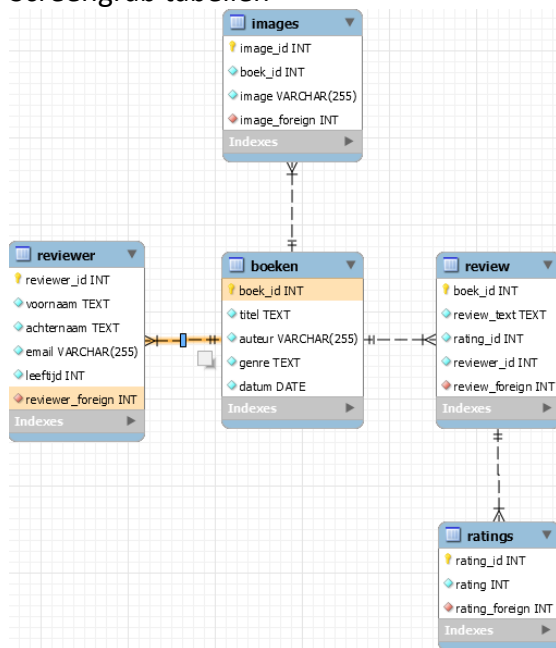 Screengrab tabellen
images
image_id INT
boek_id INT
image VARCHAR(255)
image_foreign INT
Indexes
reviewer
reviewer_id INT
voornaam TEXT
achternaam TEXT
email VARCHAR(255)
leeftijd INT
reviewer_foreign INT
Indexes
boeken
boek_id INT
titel TEXT
auteur VARCHAR(255)
genre TEXT
datum DATE
Indexes
review
boek_id INT
review_text TEXT
rating_id INT
reviewer_id INT
review_foreign INT
Indexes
ratings
rating_id INT
rating INT
rating_foreign INT
Indexes